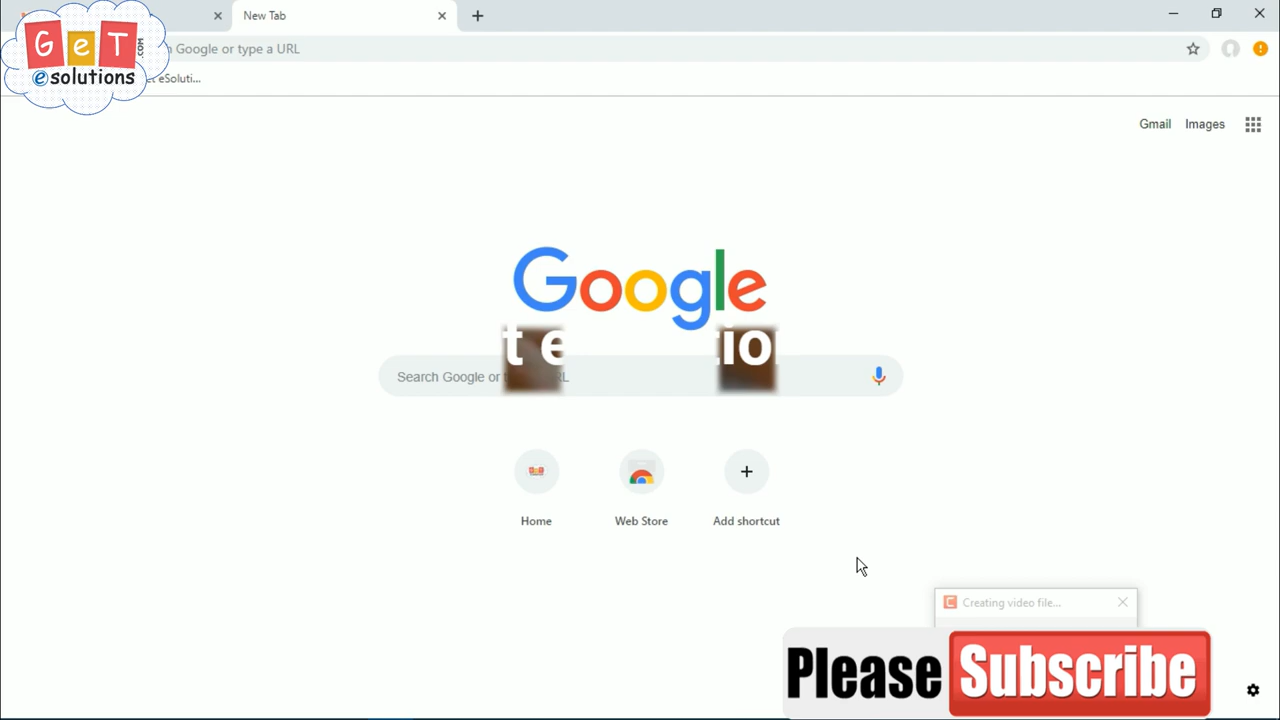 New Tab
GeT.com
esolutions
Google or type a URL
eSoluti...
Gmail
Images
Google
Search Google or
RL
Home
Web Store
Add shortcut
Creating video file...
Please Subscribe